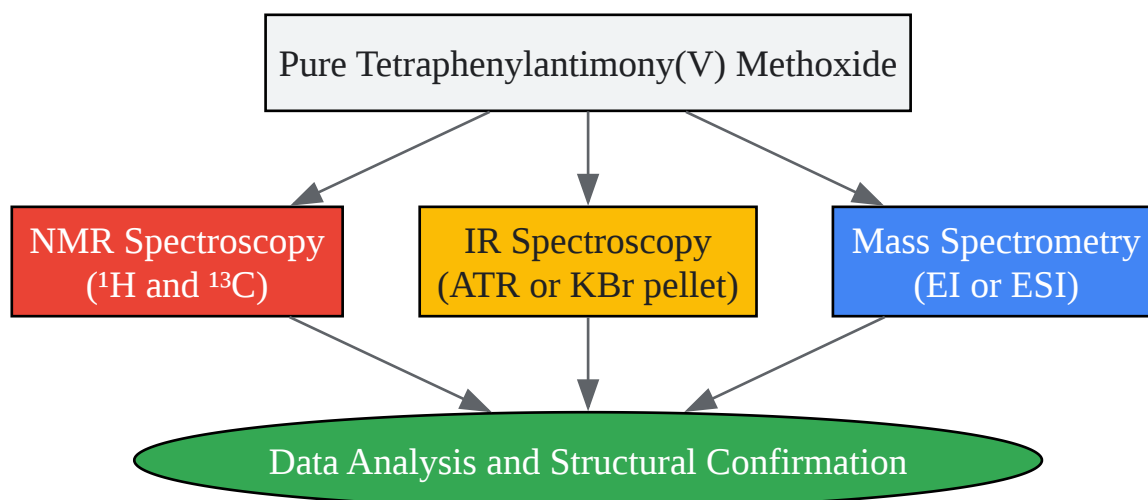 Pure Tetraphenylantimony(V) Methoxide
NMR Spectroscopy
(¹H and ¹³C)
IR Spectroscopy
(ATR or KBr pellet)
Mass Spectrometry
(EI or ESI)
Data Analysis and Structural Confirmation